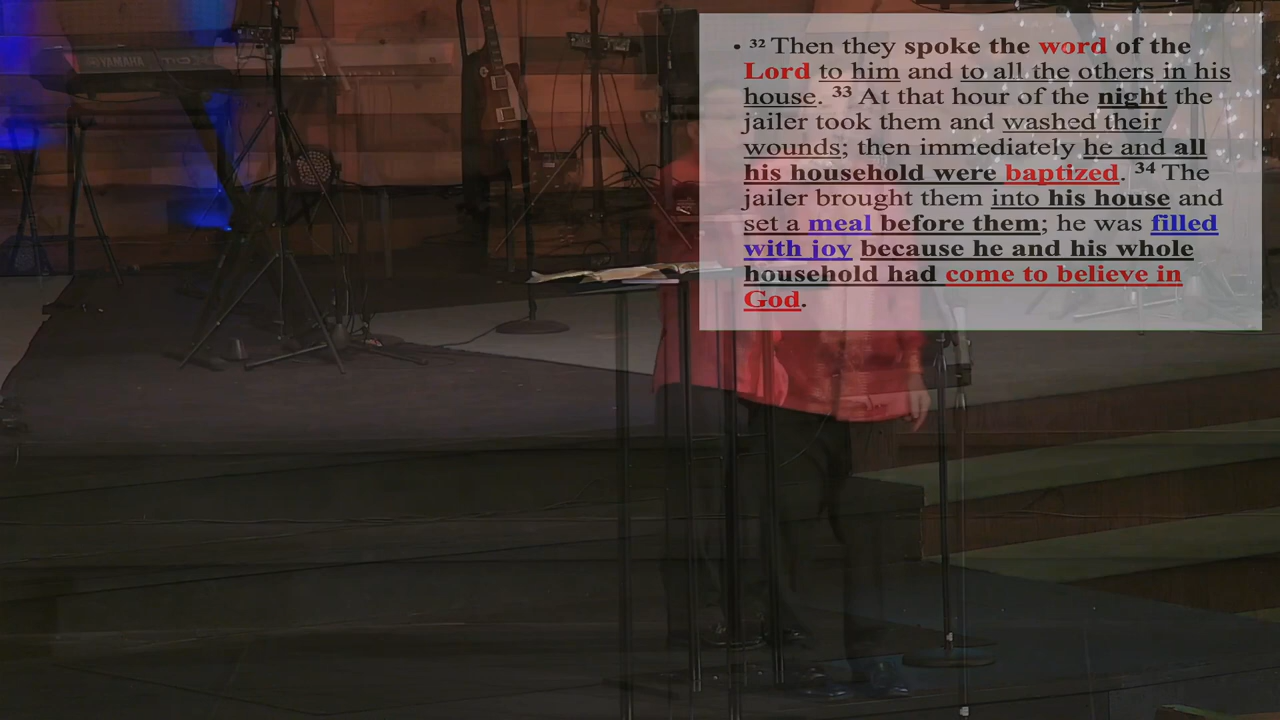 YAMAHA
• 32 Then they spoke the word of the
Lord to him and to all the others in his
house. 33 At that hour of the night the
jailer took them and washed their
wounds; then immediately he and all
his household were baptized. 34 The
jailer brought them into his house and
set a meal before them; he was filled
with joy because he and his whole
household had come to believe in
God.